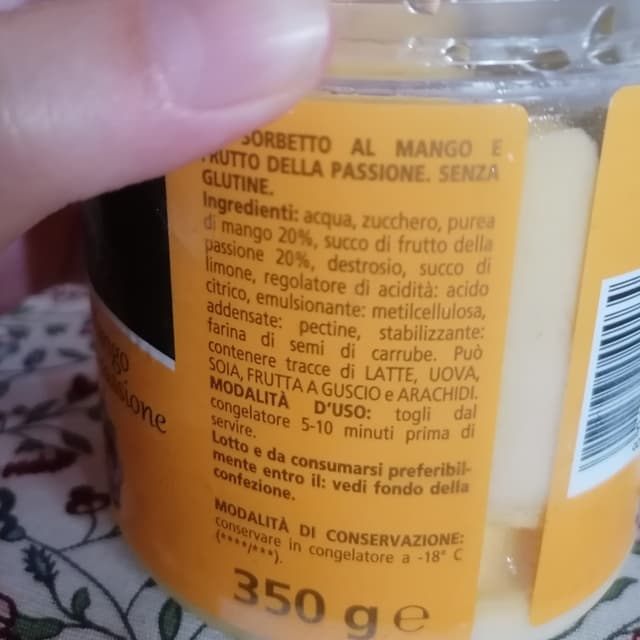 SORBETTO AL MANGO E
FRUTTO DELLA PASSIONE. SENZA
GLUTINE.
Ingredienti: acqua, zucchero, purea
di mango 20%, succo di frutto della
passione 20%, destrosio, succo di
limone, regolatore di acidità: acido
citrico, emulsionante: metilcellulosa,
addensate: pectine, stabilizzante:
farina di semi di carrube. Può
contenere tracce di LATTE, UOVA,
SOIA, FRUTTA A GUSCIO e ARACHIDI.
MODALITÀ D'USO: togli dal
congelatore 5-10 minuti prima di
servire.
Lotto e da consumarsi preferibil-
mente entro il: vedi fondo della
confezione.
MODALITÀ DI CONSERVAZIONE:
conservare in congelatore a -18° C
(****/***).
350 g e